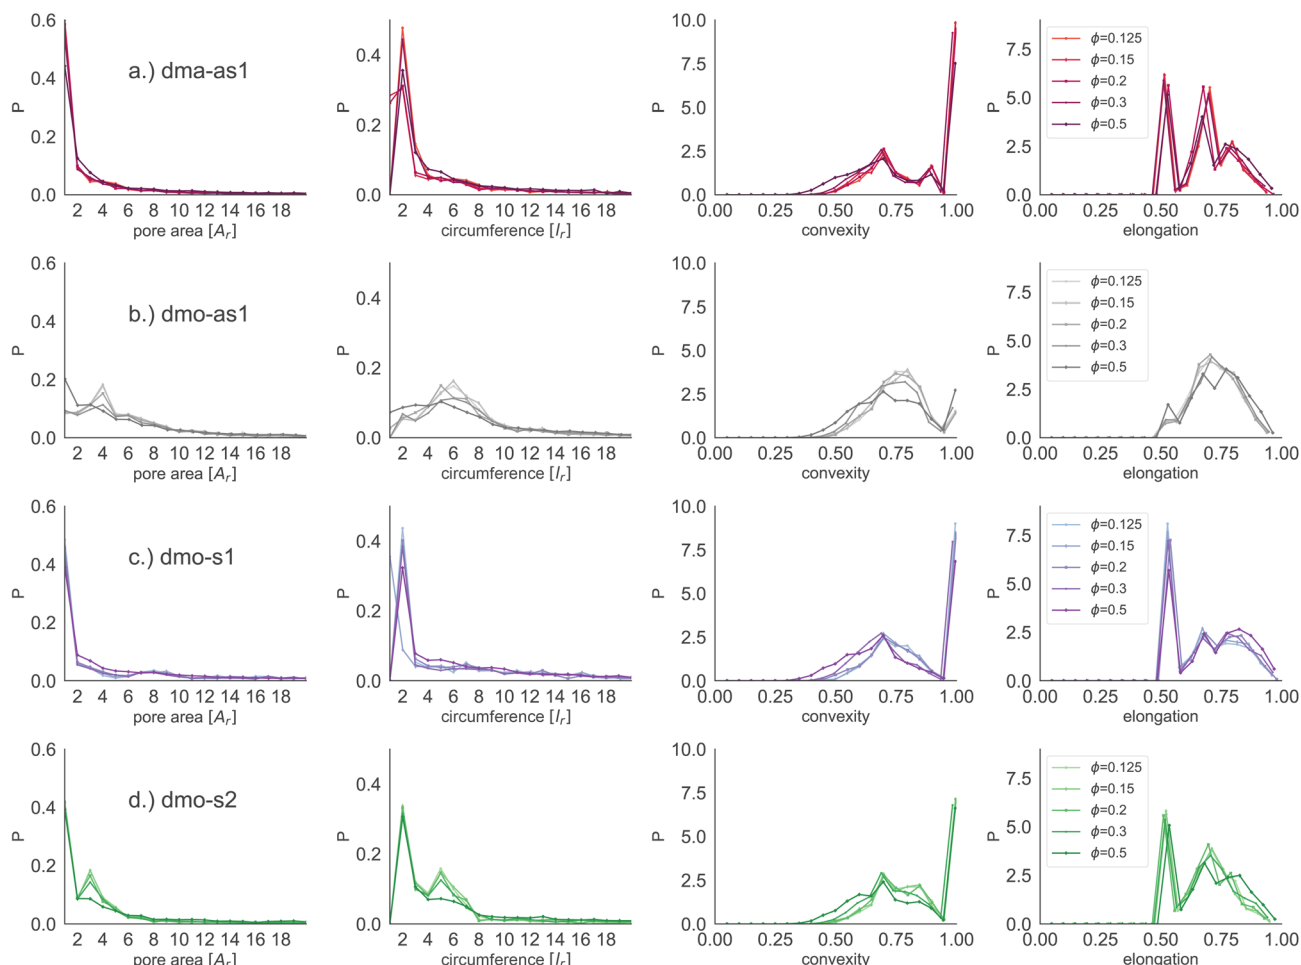 0.6
0.4
0.2
0.0
P
a.) dma-as1
2 4 6 8 10 12 14 16 18
pore area [A_r]
0.4
0.2
0.0
P
2 4 6 8 10 12 14 16 18
circumference [l_r]
10.0
7.5
5.0
2.5
0.0
P
0.00 0.25 0.50 0.75 1.00
convexity
7.5
5.0
2.5
0.0
P
ϕ=0.125
ϕ=0.15
ϕ=0.2
ϕ=0.3
ϕ=0.5
0.00 0.25 0.50 0.75 1.00
elongation
0.6
0.4
0.2
0.0
P
b.) dmo-as1
2 4 6 8 10 12 14 16 18
pore area [A_r]
0.4
0.2
0.0
P
2 4 6 8 10 12 14 16 18
circumference [l_r]
10.0
7.5
5.0
2.5
0.0
P
0.00 0.25 0.50 0.75 1.00
convexity
7.5
5.0
2.5
0.0
P
ϕ=0.125
ϕ=0.15
ϕ=0.2
ϕ=0.3
ϕ=0.5
0.00 0.25 0.50 0.75 1.00
elongation
0.6
0.4
0.2
0.0
P
c.) dmo-s1
2 4 6 8 10 12 14 16 18
pore area [A_r]
0.4
0.2
0.0
P
2 4 6 8 10 12 14 16 18
circumference [l_r]
10.0
7.5
5.0
2.5
0.0
P
0.00 0.25 0.50 0.75 1.00
convexity
7.5
5.0
2.5
0.0
P
ϕ=0.125
ϕ=0.15
ϕ=0.2
ϕ=0.3
ϕ=0.5
0.00 0.25 0.50 0.75 1.00
elongation
0.6
0.4
0.2
0.0
P
d.) dmo-s2
2 4 6 8 10 12 14 16 18
pore area [A_r]
0.4
0.2
0.0
P
2 4 6 8 10 12 14 16 18
circumference [l_r]
10.0
7.5
5.0
2.5
0.0
P
0.00 0.25 0.50 0.75 1.00
convexity
7.5
5.0
2.5
0.0
P
ϕ=0.125
ϕ=0.15
ϕ=0.2
ϕ=0.3
ϕ=0.5
0.00 0.25 0.50 0.75 1.00
elongation